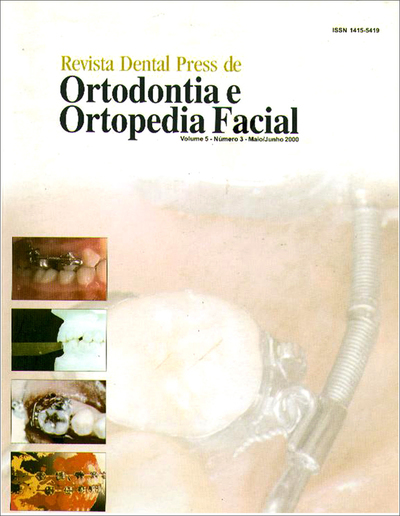 ISSN 1415-5419
Revista Dental Press de
Ortodontia e
Ortopedia Facial
Volume 5 - Número 3 - Maio/Junho 2000